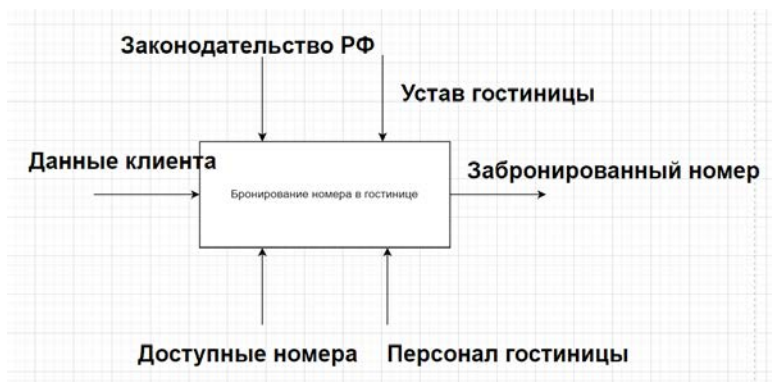 Законодательство РФ
Устав гостиницы
Данные клиента
Забронированный номер
Бронирование номера в гостинице
Доступные номера
Персонал гостиницы